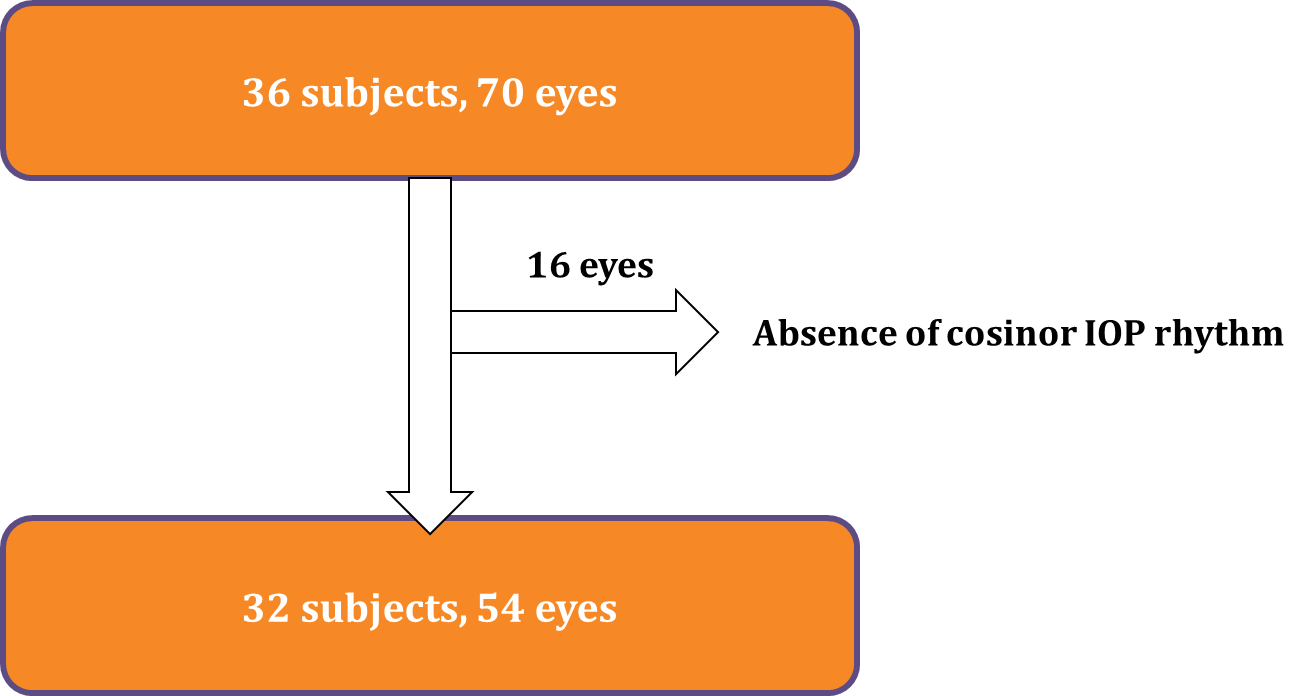 36 subjects, 70 eyes
16 eyes
Absence of cosinor IOP rhythm
32 subjects, 54 eyes